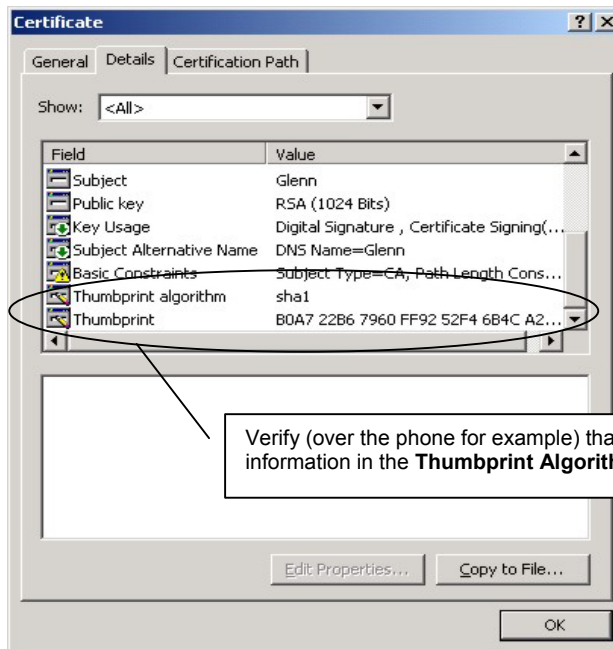 Certificate
General Details Certification Path
Show: <All>
Field Value
Subject Glenn
Public key RSA (1024 Bits)
Key Usage Digital Signature , Certificate Signing(...
Subject Alternative Name DNS Name=Glenn
Basic Constraints Subject Type=CA, Path Length Cons...
Thumbprint algorithm sha1
Thumbprint B0A7 22B6 7960 FF92 52F4 6B4C A2...
Verify (over the phone for example) tha
information in the Thumbprint Algorith
Edit Properties... Copy to File...
OK